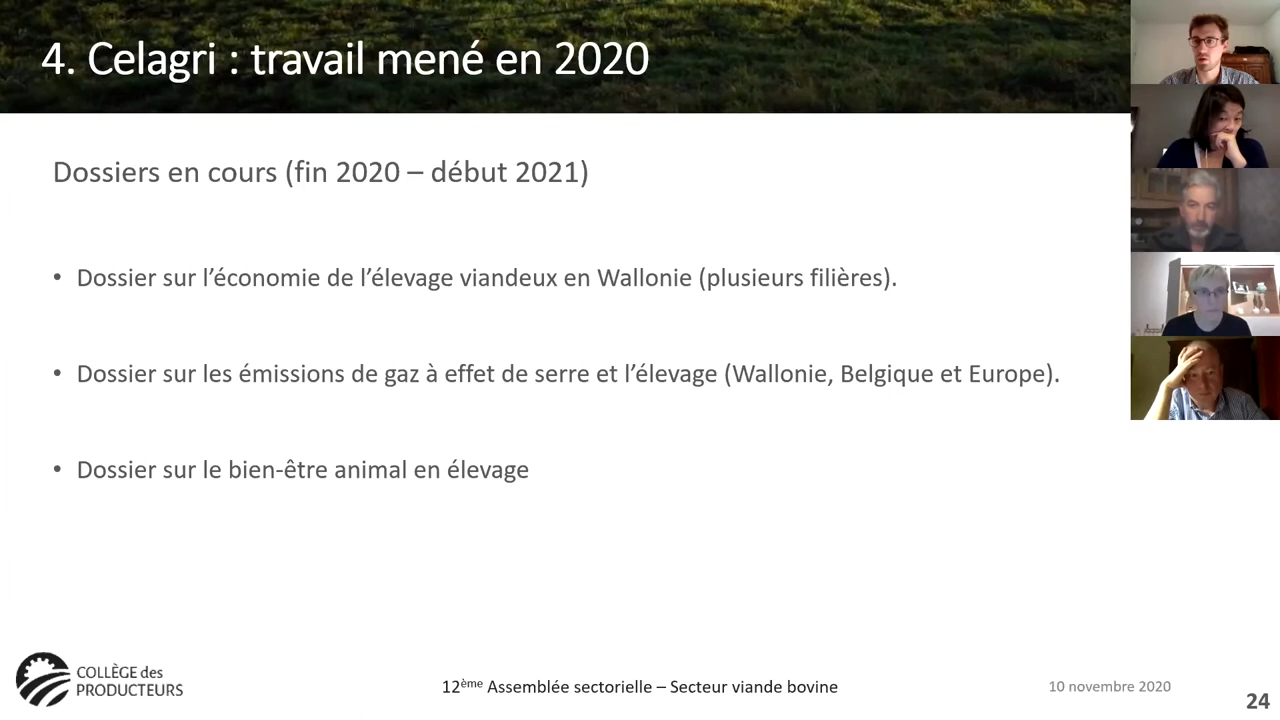 4. Celagri : travail mené en 2020
Dossiers en cours (fin 2020 – début 2021)
• Dossier sur l’économie de l’élevage viandeux en Wallonie (plusieurs filières).
• Dossier sur les émissions de gaz à effet de serre et l’élevage (Wallonie, Belgique et Europe).
• Dossier sur le bien-être animal en élevage
COLLÈGE des
PRODUCTEURS
12ème Assemblée sectorielle – Secteur viande bovine
10 novembre 2020
24